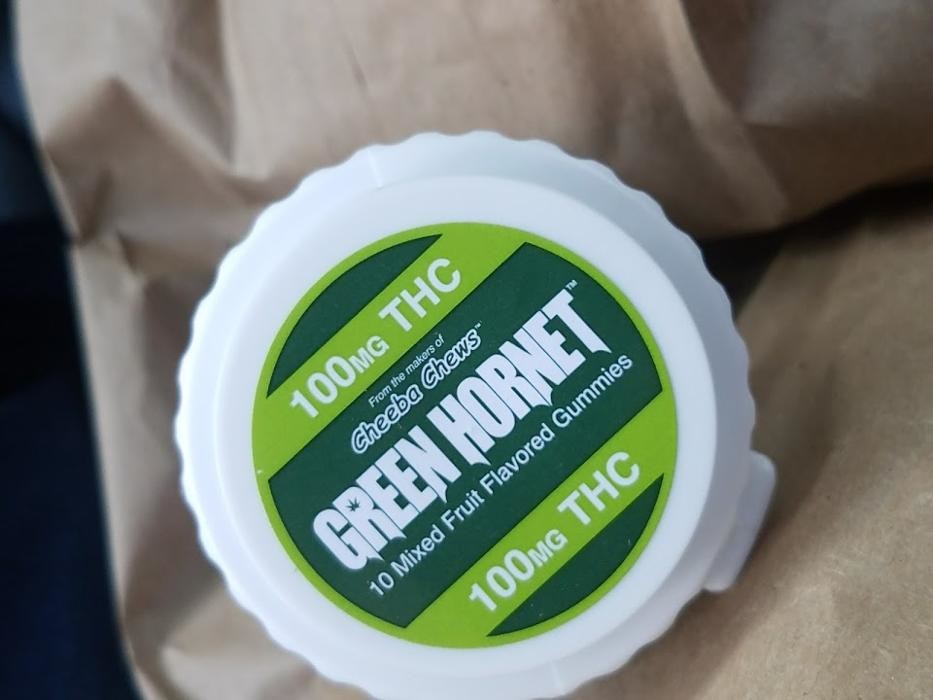 100MG THC
From the makers of
Cheeba Chews™
GREEN HORNET™
10 Mixed Fruit Flavored Gummies
100MG THC